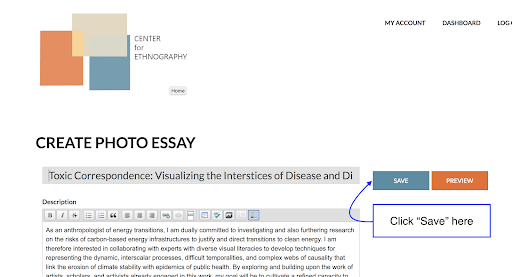 CENTER
for
ETHNOGRAPHY
MY ACCOUNT DASHBOARD LOG
Home
CREATE PHOTO ESSAY
Toxic Correspondence: Visualizing the Interstices of Disease and Di
SAVE PREVIEW
Description
Click “Save” here
B I S
As an anthropologist of energy transitions, I am dually committed to investigating and also furthering research
on the risks of carbon-based energy infrastructures to justify and direct transitions to clean energy. I am
therefore interested in collaborating with experts with diverse visual literacies to develop techniques for
representing the dynamic, interscalar processes, difficult temporalities, and complex webs of causality that
link the erosion of climate stability with epidemics of public health. By exploring and building upon the work of
artists, scholars, and activists already engaged in this work, my goal will be to cultivate a refined capacity to